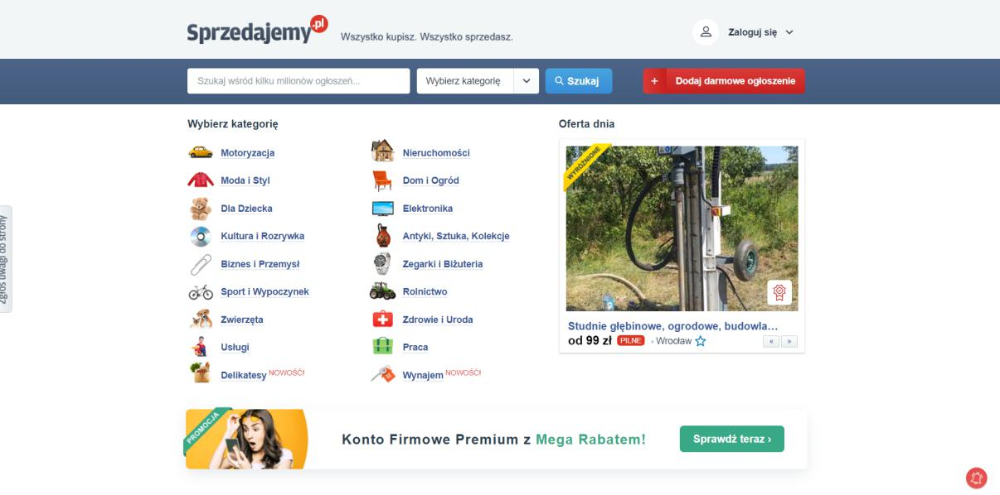 Sprzedajemy.pl
Wszystko kupisz. Wszystko sprzedasz.
Zaloguj się
Szukaj wśród kilku milionów ogłoszeń...
Wybierz kategorię
Szukaj
+ Dodaj darmowe ogłoszenie
Wybierz kategorię
Oferta dnia
Motoryzacja
Nieruchomości
Moda i Styl
Dom i Ogród
Dla Dziecka
Elektronika
Kultura i Rozrywka
Antyki, Sztuka, Kolekcje
Biznes i Przemysł
Zegarki i Biżuteria
Sport i Wypoczynek
Rolnictwo
Zwierzęta
Zdrowie i Uroda
Usługi
Praca
Delikatesy NOWOŚĆ!
Wynajem NOWOŚĆ!
WYRÓŻNIONE
Studnie głębinowe, ogrodowe, budowla...
od 99 zł PILNE Wrocław
« »
Zgłoś uwagi do strony
PROMOCJA
Konto Firmowe Premium z Mega Rabatem!
Sprawdź teraz ›